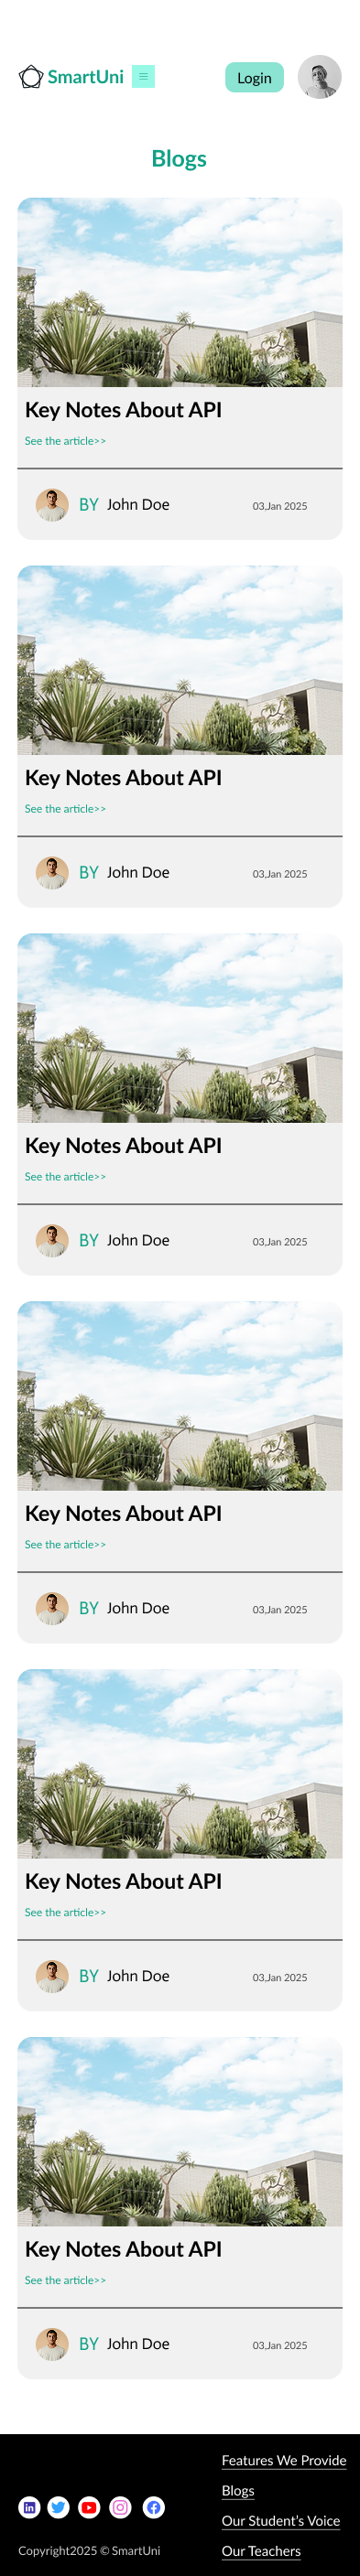 SmartUni
Login
Blogs
Key Notes About API
See the article>>
BY John Doe 03,Jan 2025
Key Notes About API
See the article>>
BY John Doe 03,Jan 2025
Key Notes About API
See the article>>
BY John Doe 03,Jan 2025
Key Notes About API
See the article>>
BY John Doe 03,Jan 2025
Key Notes About API
See the article>>
BY John Doe 03,Jan 2025
Key Notes About API
See the article>>
BY John Doe 03,Jan 2025
Features We Provide
Blogs
Our Student's Voice
Our Teachers
Copyright2025 © SmartUni